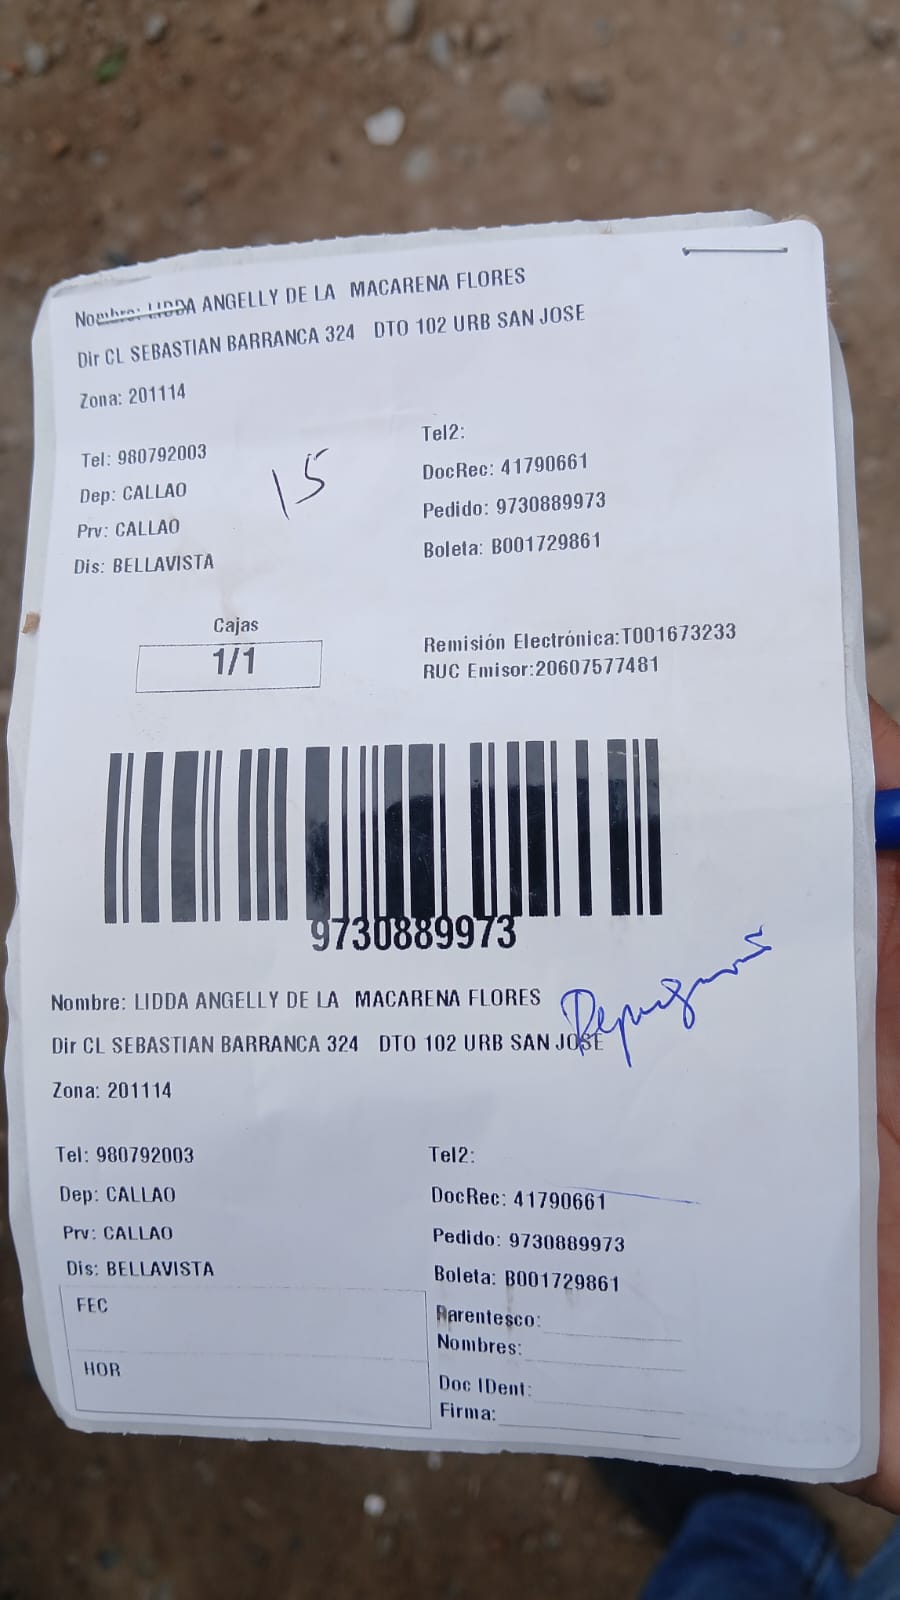 Nombre: LIDDA ANGELLY DE LA MACARENA FLORES
Dir CL SEBASTIAN BARRANCA 324 DTO 102 URB SAN JOSE
Zona: 201114
Tel: 980792003
Dep: CALLAO
Prv: CALLAO
Dis: BELLAVISTA
15
Tel2:
DocRec: 41790661
Pedido: 9730889973
Boleta: B001729861
Cajas
1/1
Remisión Electrónica:T001673233
RUC Emisor:20607577481
9730889973
Nombre: LIDDA ANGELLY DE LA MACARENA FLORES
Dir CL SEBASTIAN BARRANCA 324 DTO 102 URB SAN JOSE
Zona: 201114
Tel: 980792003
Dep: CALLAO
Prv: CALLAO
Dis: BELLAVISTA
Tel2:
DocRec: 41790661
Pedido: 9730889973
Boleta: B001729861
FEC
HOR
Parentesco:
Nombres:
Doc IDent:
Firma: